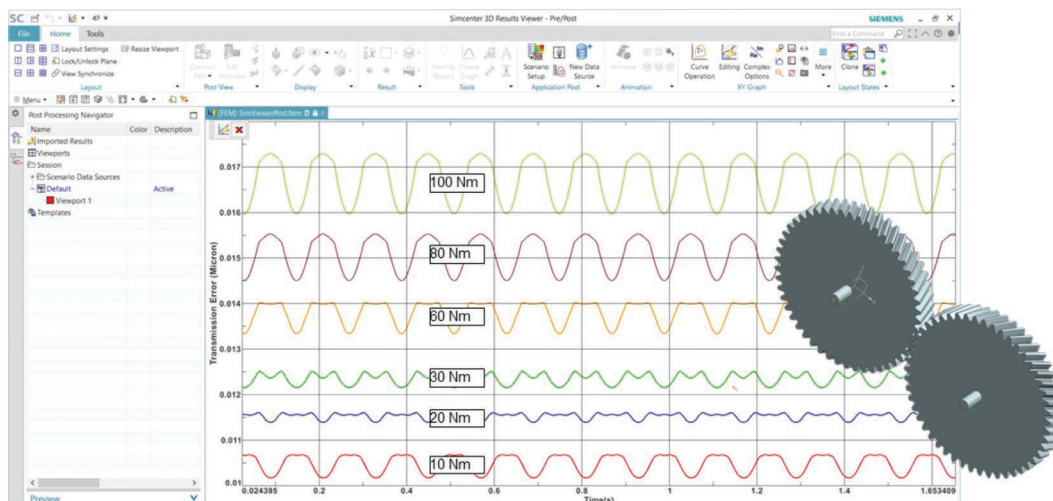 SC
Simcenter 3D Results Viewer - Pre/Post
SIEMENS
File
Home
Tools
Find a Command
Layout Settings
Resize Viewport
Lock/Unlock Plane
View Synchronize
Layout
Post View
Display
Result
Tools
Scenario Setup
New Data Source
Application Post
Animate
Animation
Curve Operation
Editing
Complex Options
XY Graph
More
Clone
Layout States
Menu
Post Processing Navigator
(FEM) SimViewerPost.fem
Name
Color
Description
Imported Results
Viewports
Session
Scenario Data Sources
Default
Active
Viewport 1
Templates
Preview
Transmission Error (Micron)
0.017
0.016
0.015
0.014
0.013
0.012
0.011
0.01
100 Nm
80 Nm
60 Nm
30 Nm
20 Nm
10 Nm
0.024395
0.2
0.4
0.6
0.8
1
1.2
1.4
1.653409
Time(s)